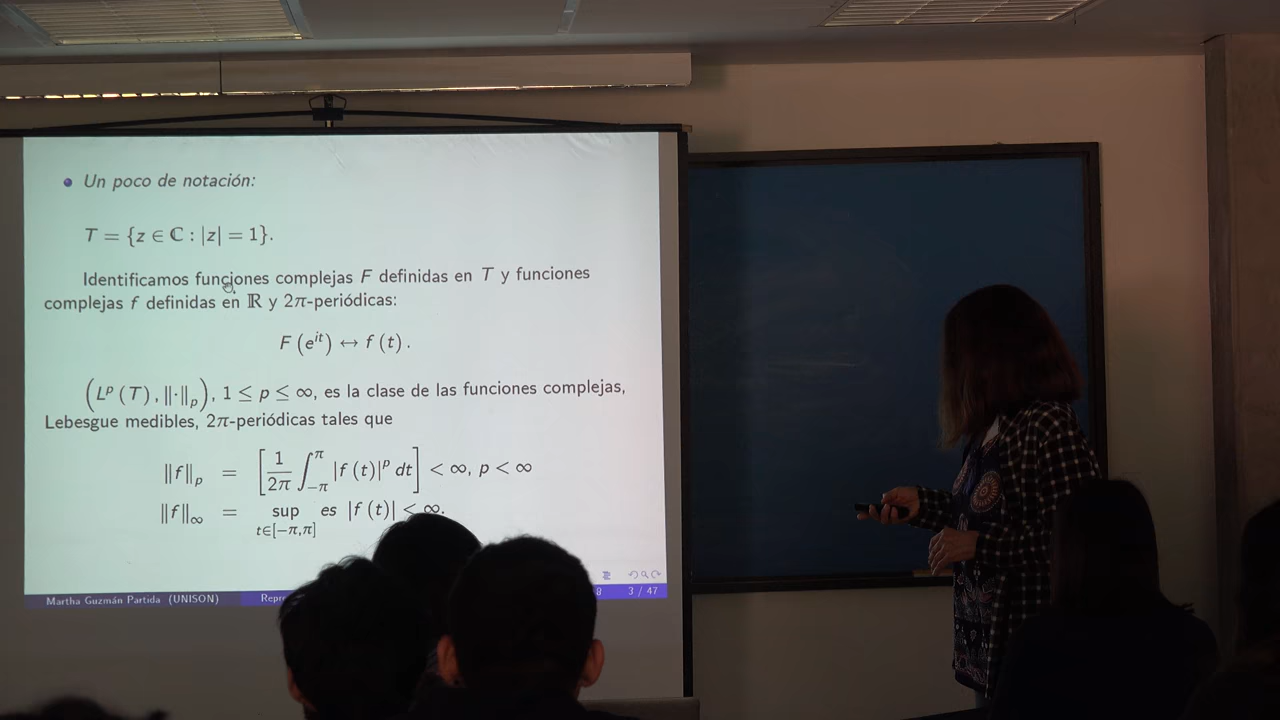 Un poco de notación:
T = {z ∈ ℂ : |z| = 1}.
Identificamos funciones complejas F definidas en T y funciones
complejas f definidas en ℝ y 2π-periódicas:
F (e^{it}) ↔ f (t) .
(L^p (T) , ‖·‖_p), 1 ≤ p ≤ ∞, es la clase de las funciones complejas,
Lebesgue medibles, 2π-periódicas tales que
‖f‖_p = [1/2π ∫_{-π}^{π} |f (t)|^p dt] < ∞, p < ∞
‖f‖_∞ = sup_{t∈[-π,π]} es |f (t)| < ∞.
Martha Guzmán Partida (UNISON) 8 3 / 47